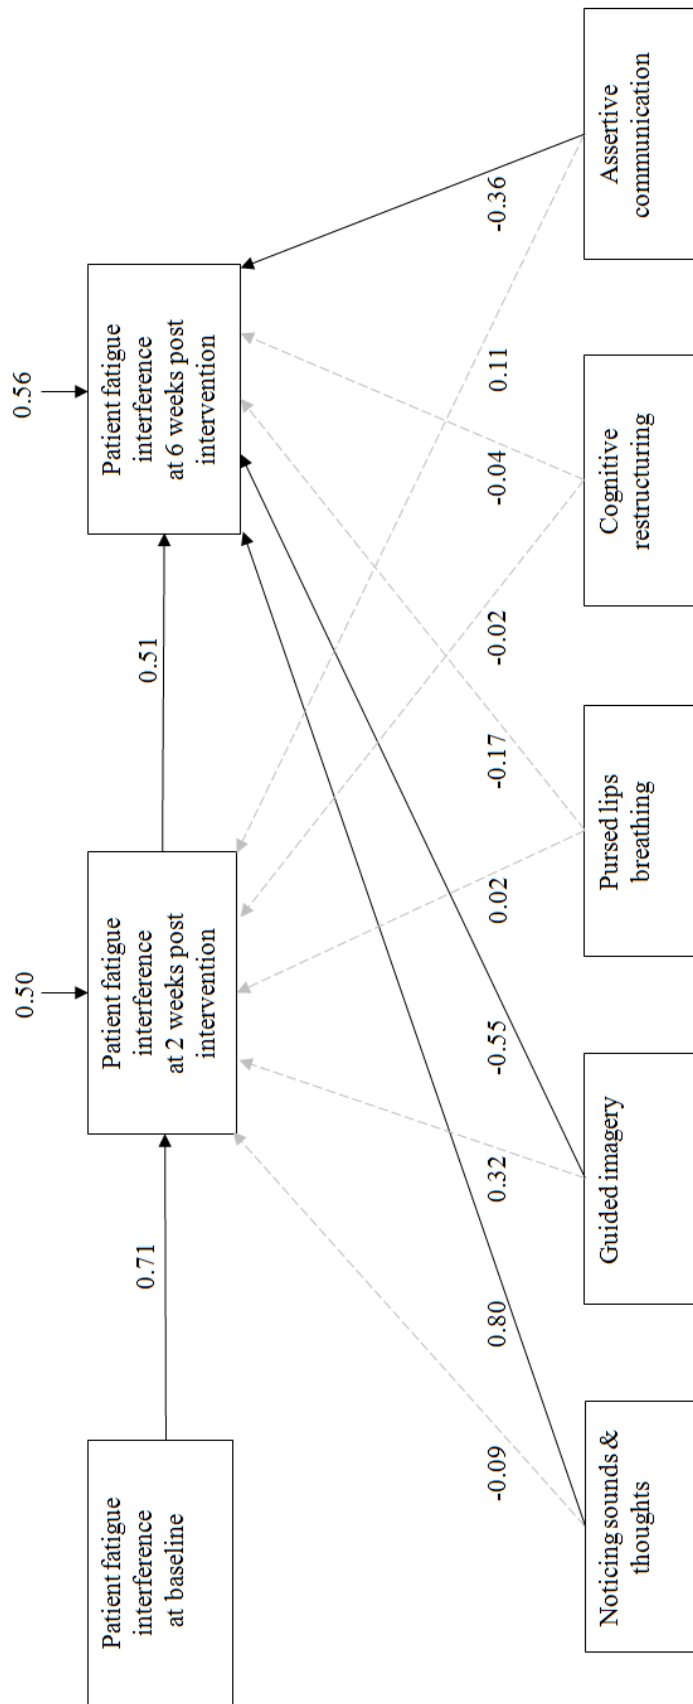 Patient fatigue
interference
at baseline
0.71
0.50
Patient fatigue
interference
at 2 weeks post
intervention
0.51
0.56
Patient fatigue
interference
at 6 weeks post
intervention
-0.09
0.80
0.32
-0.55
0.02
-0.17
-0.02
-0.04
0.11
-0.36
Noticing sounds &
thoughts
Guided imagery
Pursed lips
breathing
Cognitive
restructuring
Assertive
communication